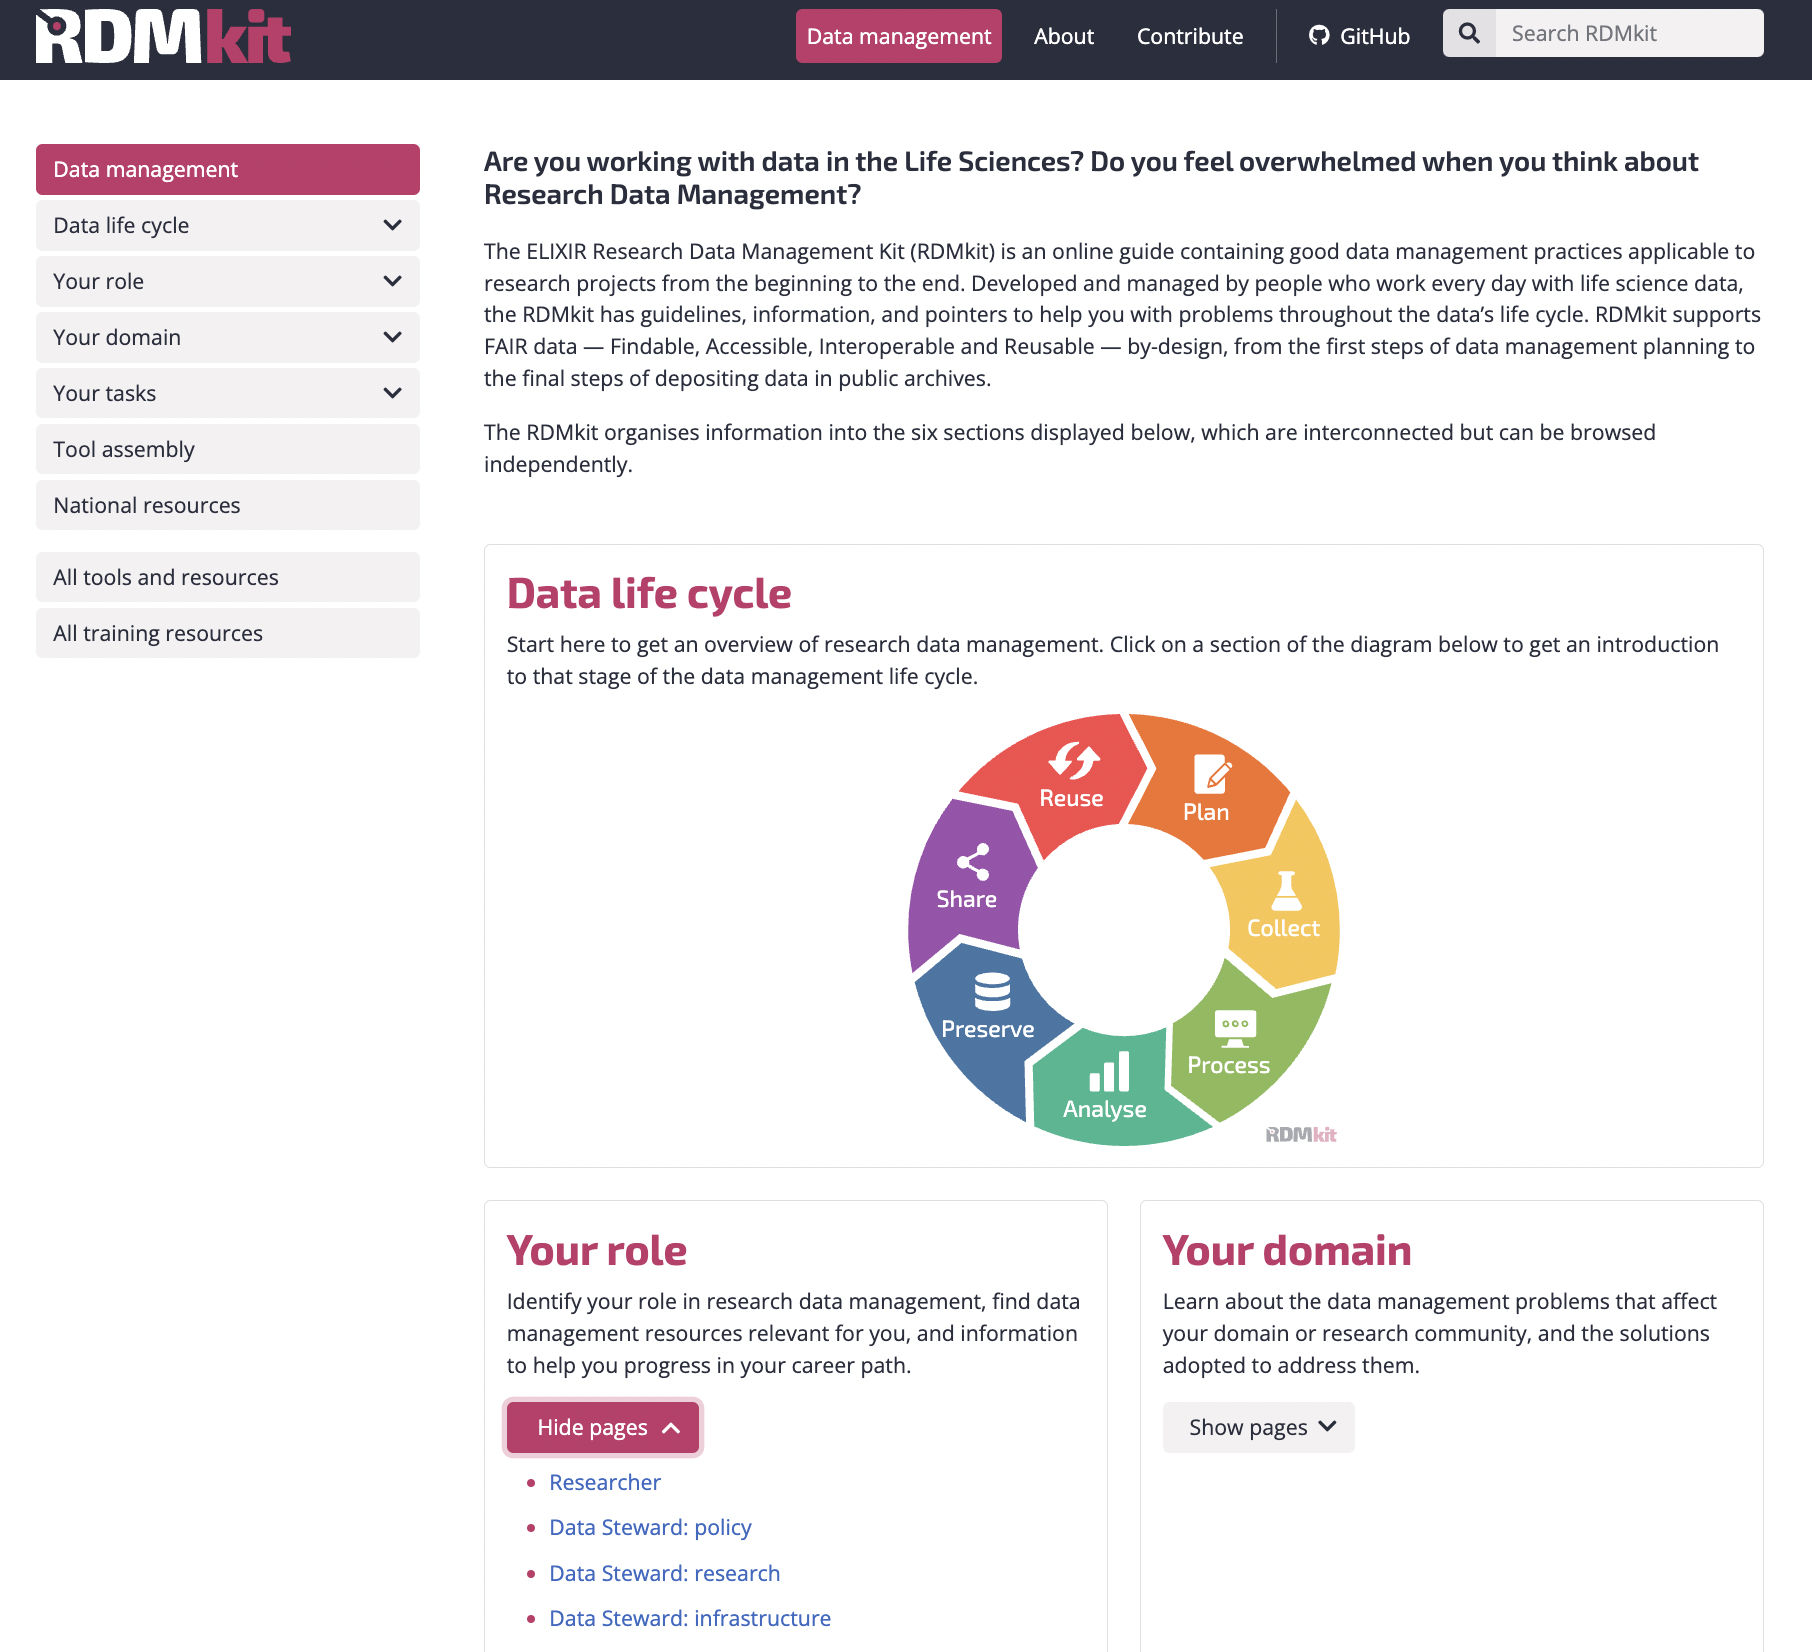 RDMkit
Data management
About
Contribute
GitHub
Search RDMkit
Data management
Data life cycle
Your role
Your domain
Your tasks
Tool assembly
National resources
All tools and resources
All training resources
Are you working with data in the Life Sciences? Do you feel overwhelmed when you think about
Research Data Management?
The ELIXIR Research Data Management Kit (RDMkit) is an online guide containing good data management practices applicable to
research projects from the beginning to the end. Developed and managed by people who work every day with life science data,
the RDMkit has guidelines, information, and pointers to help you with problems throughout the data’s life cycle. RDMkit supports
FAIR data — Findable, Accessible, Interoperable and Reusable — by-design, from the first steps of data management planning to
the final steps of depositing data in public archives.
The RDMkit organises information into the six sections displayed below, which are interconnected but can be browsed
independently.
Data life cycle
Start here to get an overview of research data management. Click on a section of the diagram below to get an introduction
to that stage of the data management life cycle.
Reuse
Plan
Share
Collect
Preserve
Process
Analyse
RDMkit
Your role
Identify your role in research data management, find data
management resources relevant for you, and information
to help you progress in your career path.
Hide pages
Researcher
Data Steward: policy
Data Steward: research
Data Steward: infrastructure
Your domain
Learn about the data management problems that affect
your domain or research community, and the solutions
adopted to address them.
Show pages